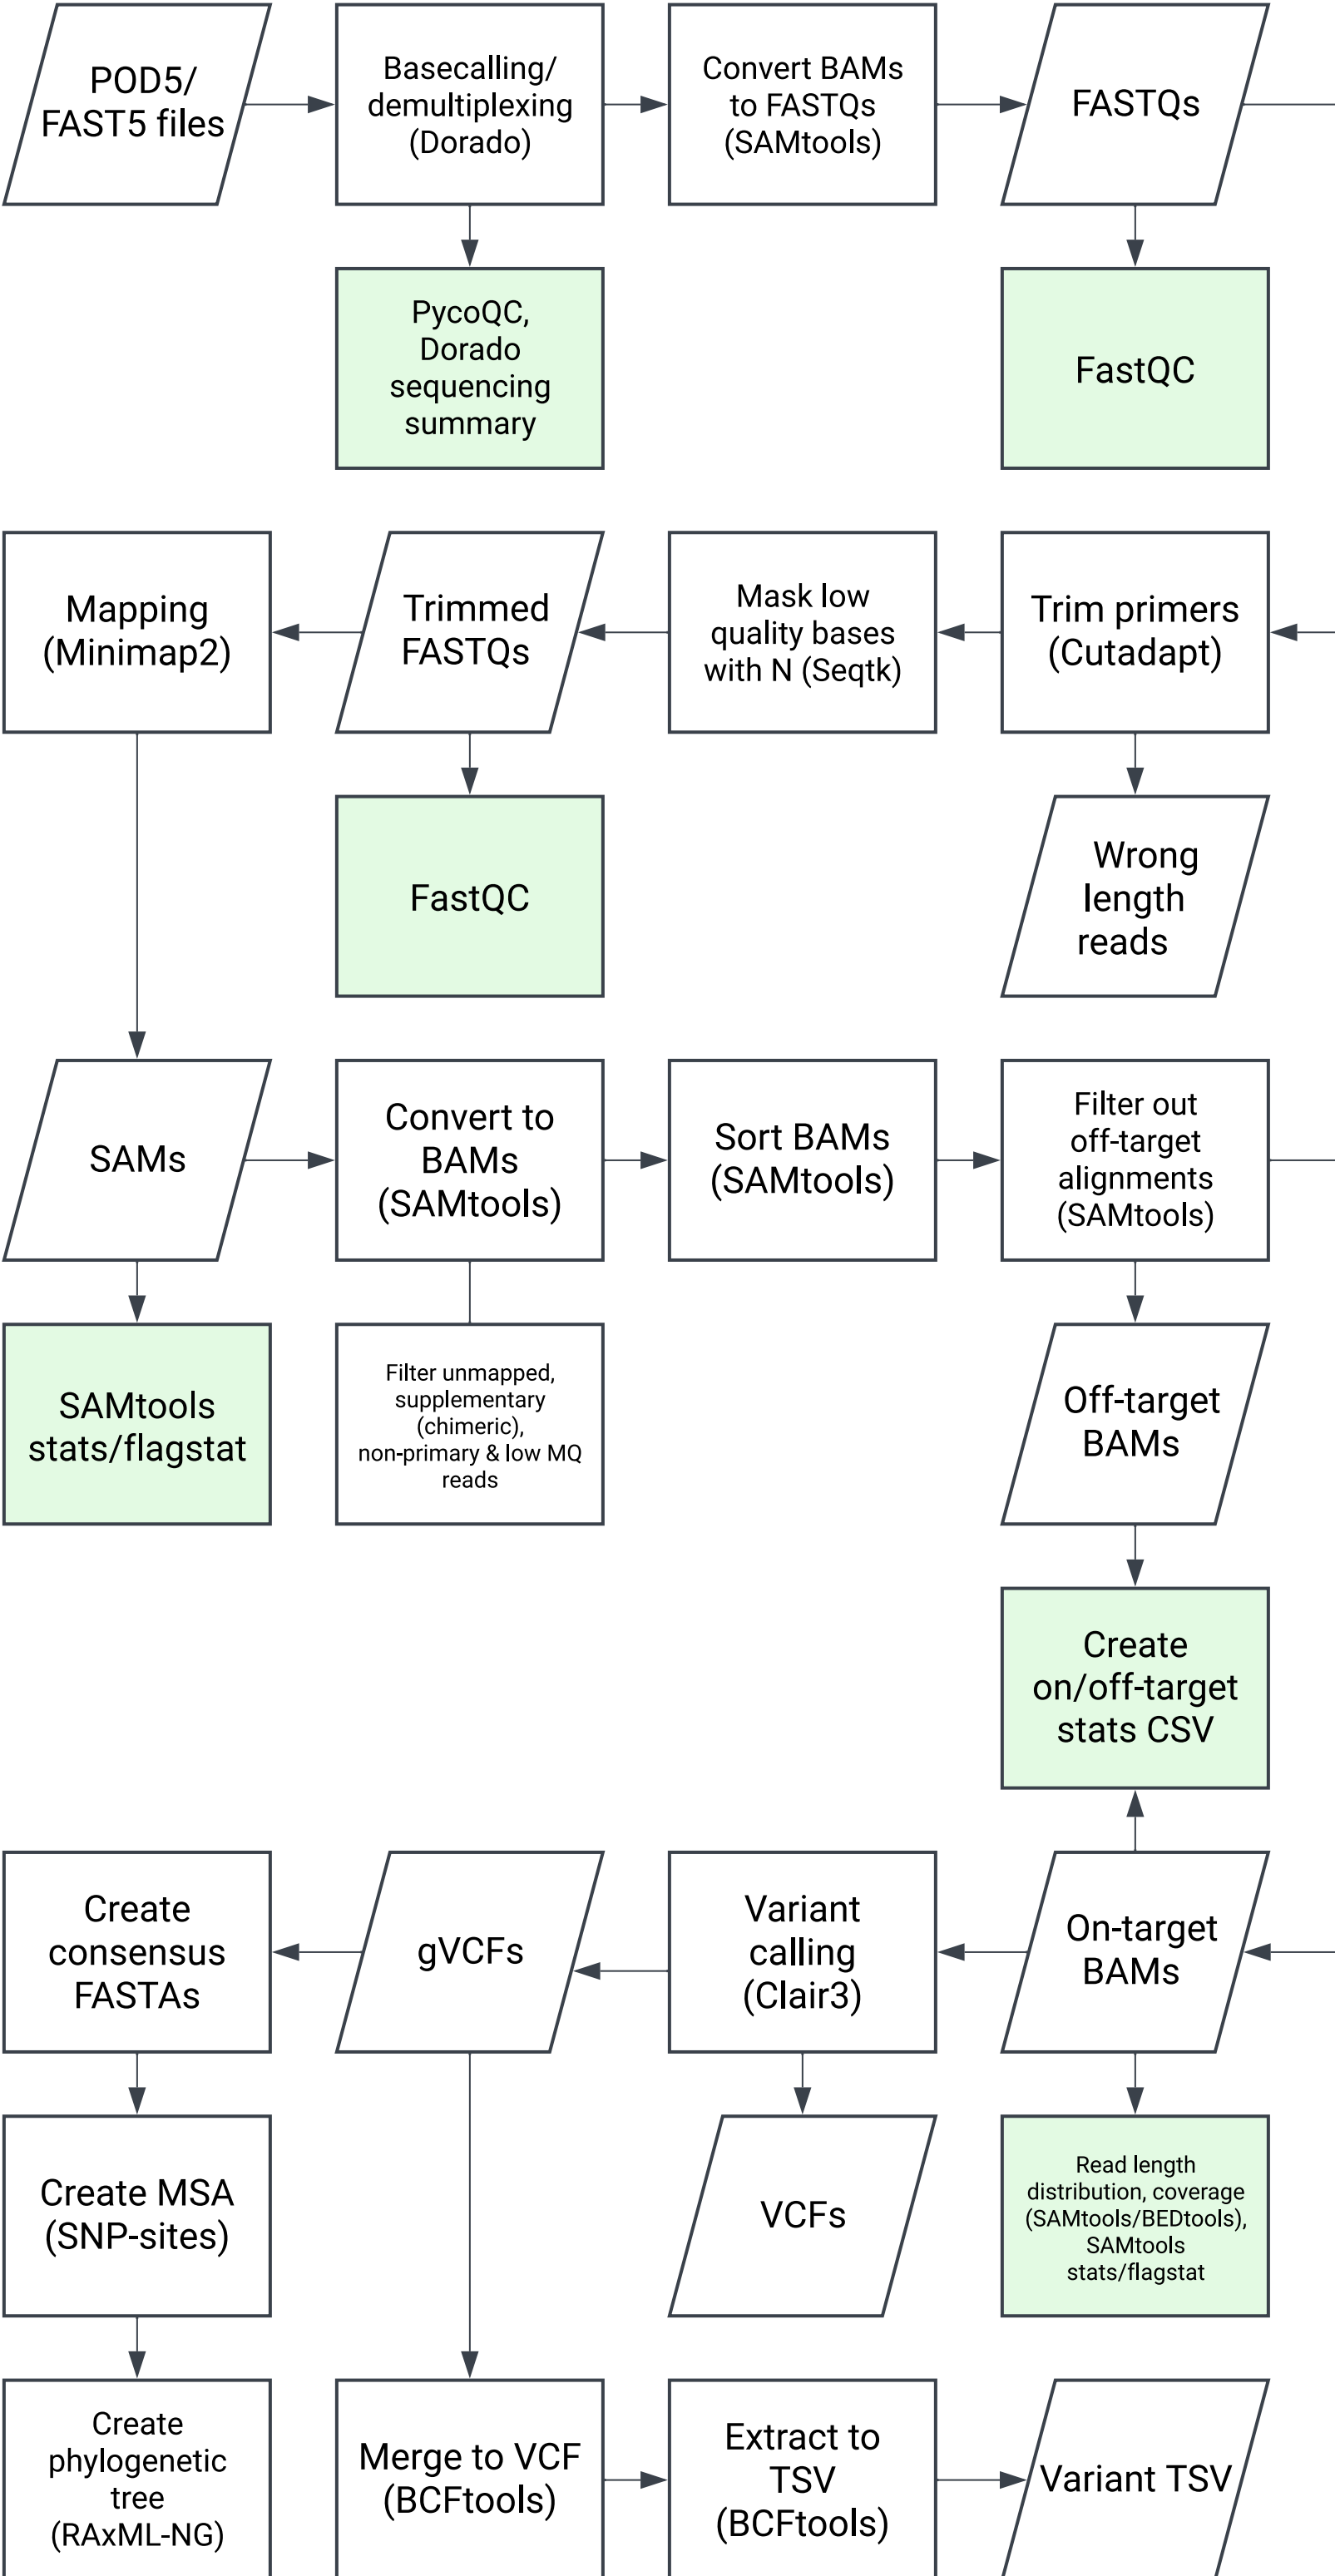 POD5/
FAST5 files
Basecalling/
demultiplexing
(Dorado)
Convert BAMs
to FASTQs
(SAMtools)
FASTQs
PycoQC,
Dorado
sequencing
summary
FastQC
Mapping
(Minimap2)
Trimmed
FASTQs
Mask low
quality bases
with N (Seqtk)
Trim primers
(Cutadapt)
FastQC
Wrong
length
reads
SAMs
Convert to
BAMs
(SAMtools)
Sort BAMs
(SAMtools)
Filter out
off-target
alignments
(SAMtools)
SAMtools
stats/flagstat
Filter unmapped,
supplementary
(chimeric),
non-primary & low MQ
reads
Off-target
BAMs
Create
on/off-target
stats CSV
Create
consensus
FASTAs
gVCFs
Variant
calling
(Clair3)
On-target
BAMs
Create MSA
(SNP-sites)
VCFs
Read length
distribution, coverage
(SAMtools/BEDtools),
SAMtools
stats/flagstat
Create
phylogenetic
tree
(RAxML-NG)
Merge to VCF
(BCFtools)
Extract to
TSV
(BCFtools)
Variant TSV